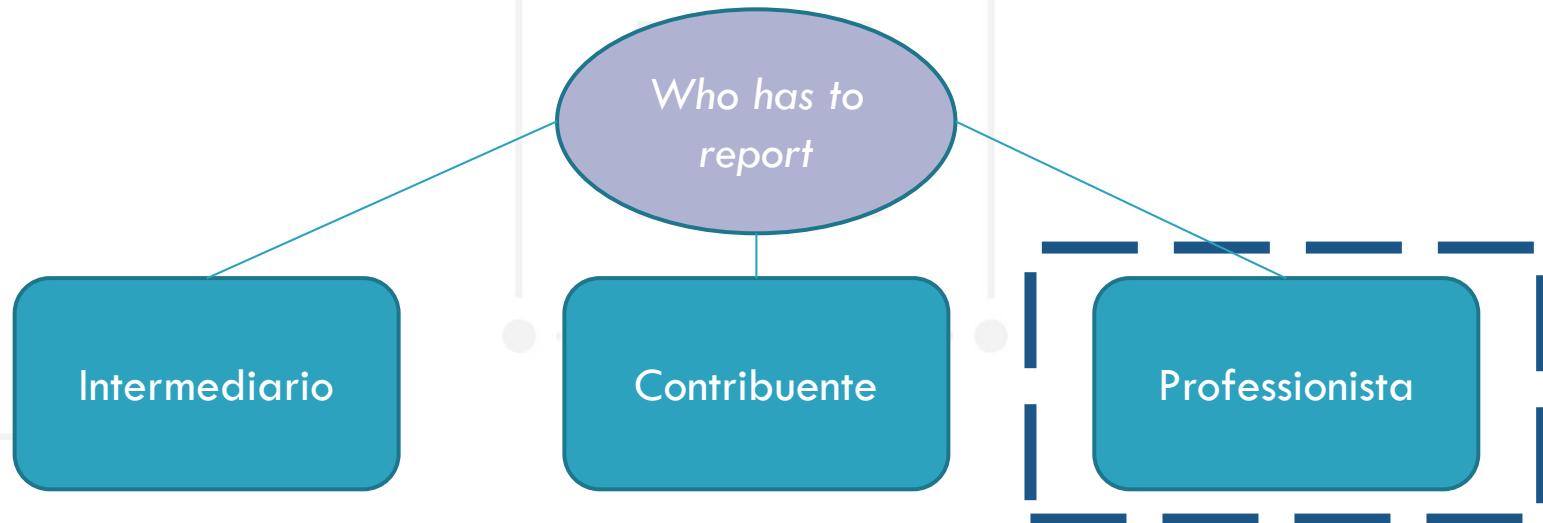 Who has to
report
Intermediario
Contribuente
Professionista